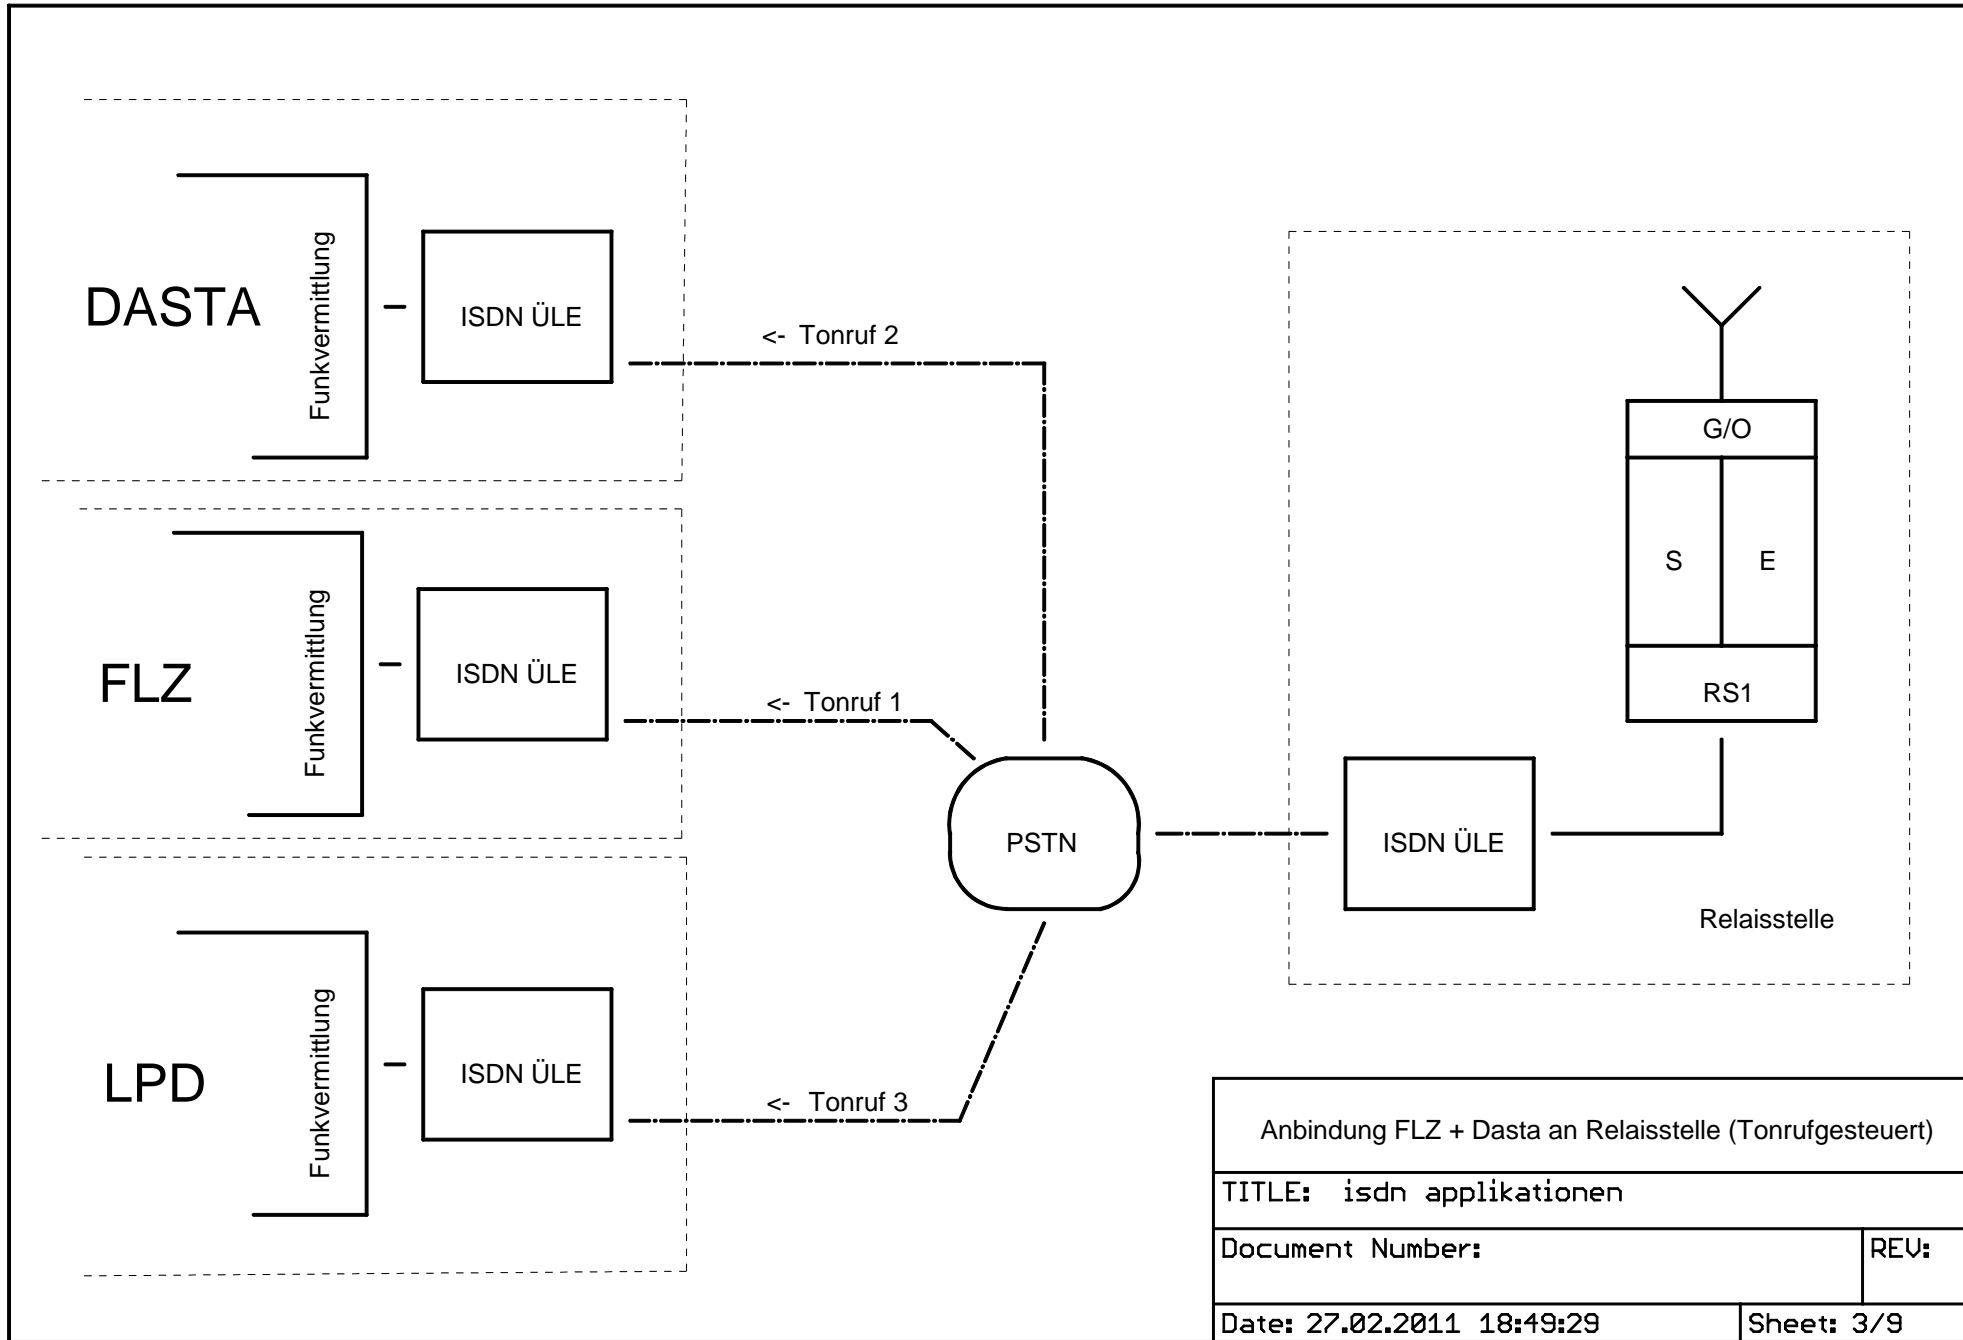 DASTA
Funkvermittlung
ISDN ÜLE
<- Tonruf 2
FLZ
Funkvermittlung
ISDN ÜLE
<- Tonruf 1
LPD
Funkvermittlung
ISDN ÜLE
<- Tonruf 3
PSTN
ISDN ÜLE
G/O
S
E
RS1
Relaisstelle
Anbindung FLZ + Dasta an Relaisstelle (Tonrufgesteuert)
TITLE: isdn applikationen
Document Number:
REV:
Date: 27.02.2011 18:49:29
Sheet: 3/9